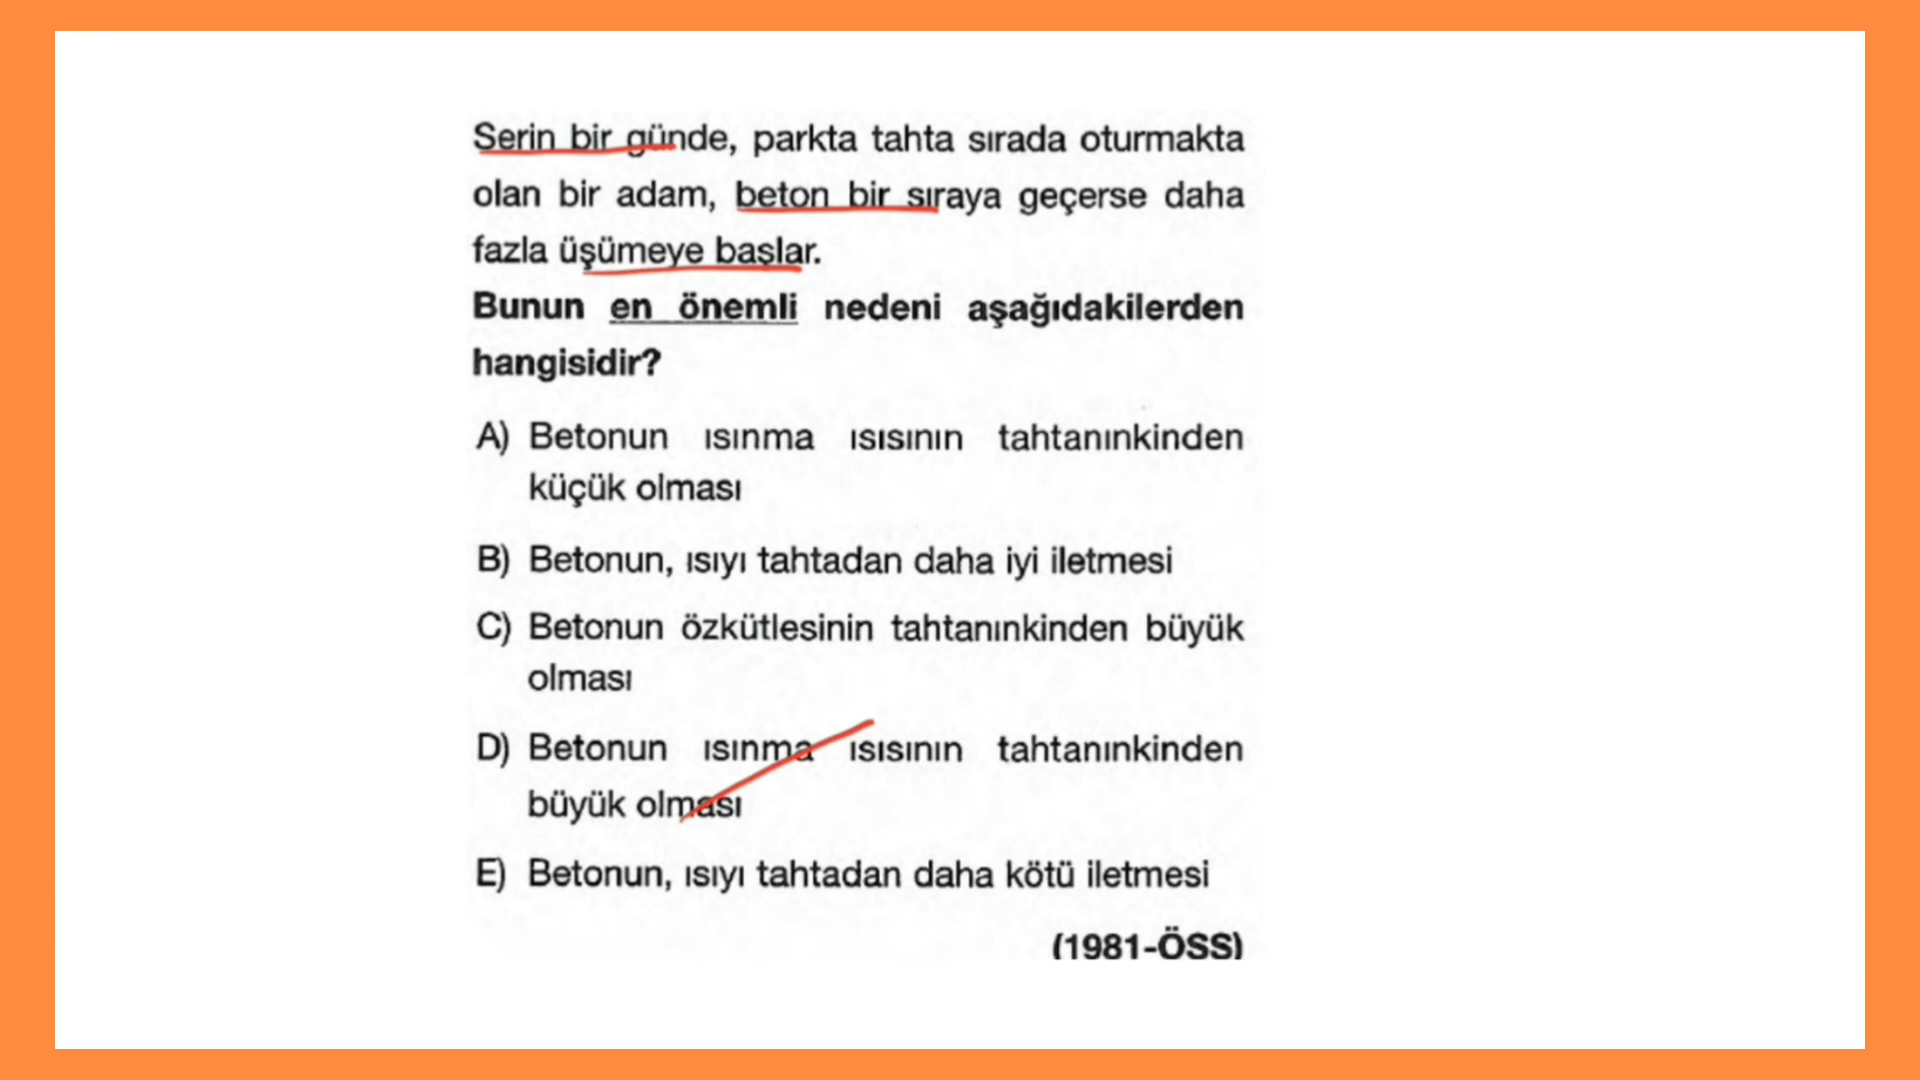 Serin bir günde, parkta tahta sırada oturmakta
olan bir adam, beton bir sıraya geçerse daha
fazla üşümeye başlar.
Bunun en önemli nedeni aşağıdakilerden
hangisidir?
A) Betonun ısınma ısısının tahtanınkinden
küçük olması
B) Betonun, ısıyı tahtadan daha iyi iletmesi
C) Betonun özkütlesinin tahtanınkinden büyük
olması
D) Betonun ısınma ısısının tahtanınkinden
büyük olması
E) Betonun, ısıyı tahtadan daha kötü iletmesi
(1981-ÖSS)